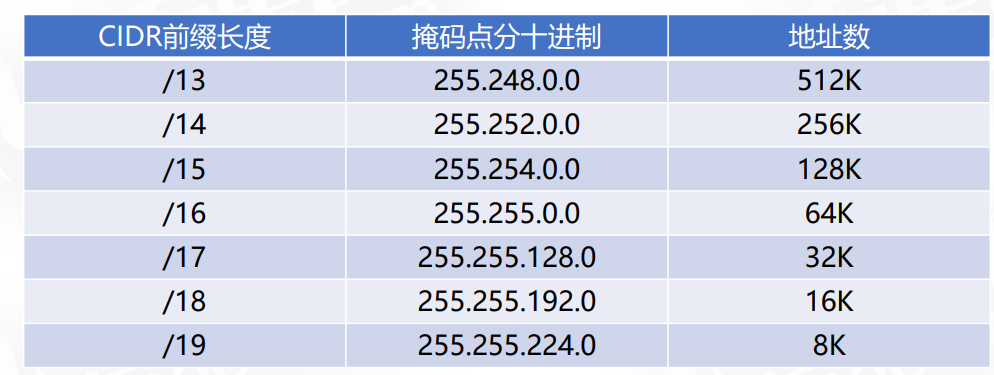 CIDR前缀长度 掩码点分十进制 地址数
/13 255.248.0.0 512K
/14 255.252.0.0 256K
/15 255.254.0.0 128K
/16 255.255.0.0 64K
/17 255.255.128.0 32K
/18 255.255.192.0 16K
/19 255.255.224.0 8K